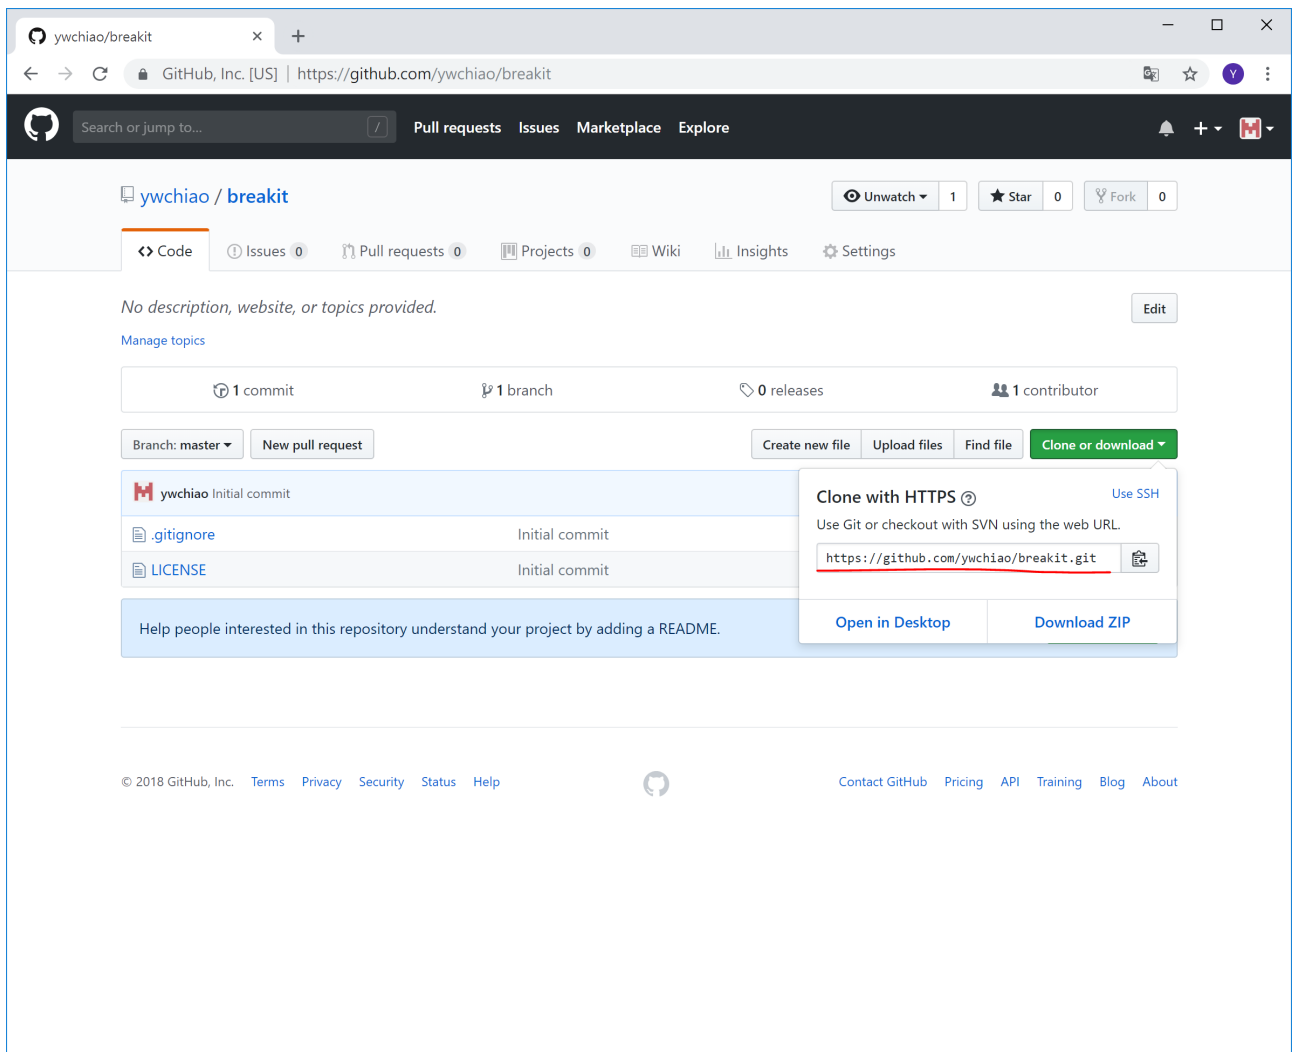 ywchiao/breakit
GitHub, Inc. [US] | https://github.com/ywchiao/breakit
Y
Search or jump to... /
Pull requests Issues Marketplace Explore
ywchiao / breakit
Unwatch 1 Star 0 Fork 0
Code Issues 0 Pull requests 0 Projects 0 Wiki Insights Settings
No description, website, or topics provided.
Edit
Manage topics
1 commit 1 branch 0 releases 1 contributor
Branch: master New pull request Create new file Upload files Find file Clone or download
ywchiao Initial commit
.gitignore Initial commit
LICENSE Initial commit
Help people interested in this repository understand your project by adding a README.
Clone with HTTPS ? Use SSH
Use Git or checkout with SVN using the web URL.
https://github.com/ywchiao/breakit.git
Open in Desktop Download ZIP
© 2018 GitHub, Inc. Terms Privacy Security Status Help Contact GitHub Pricing API Training Blog About